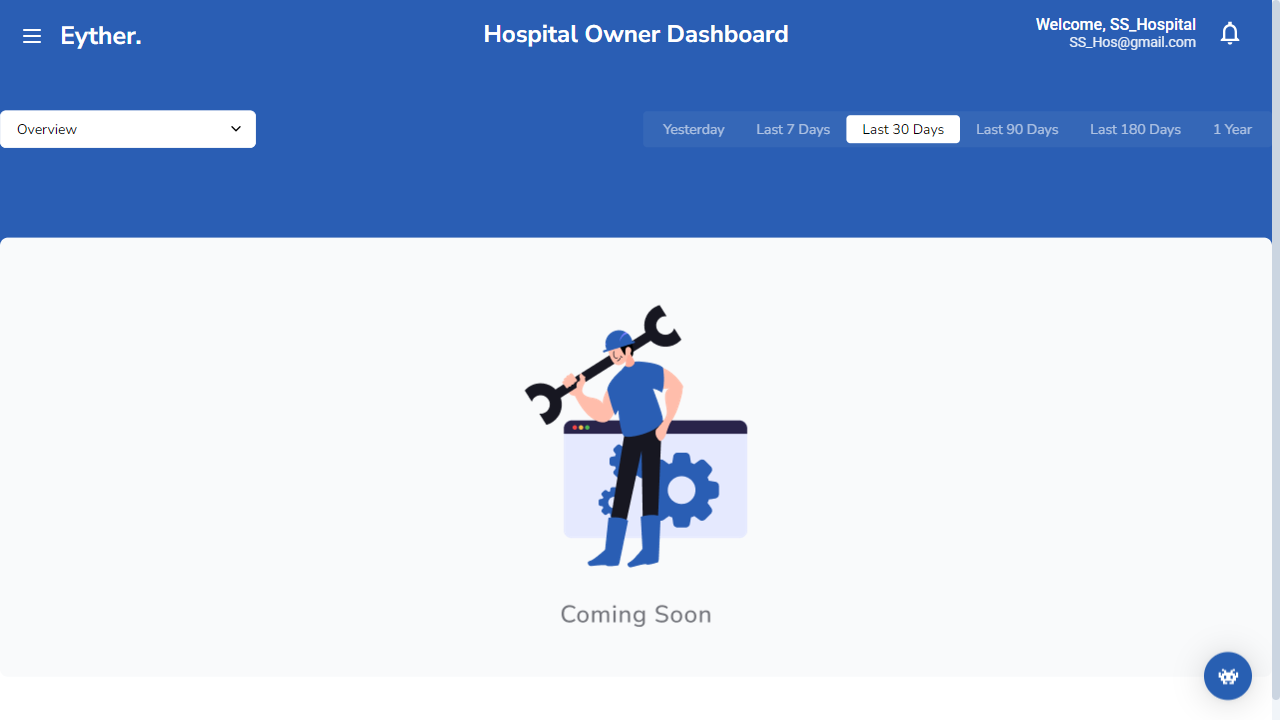 Eyther.
Hospital Owner Dashboard
Welcome, SS_Hospital
SS_Hos@gmail.com
Overview
Yesterday Last 7 Days Last 30 Days Last 90 Days Last 180 Days 1 Year
Coming Soon